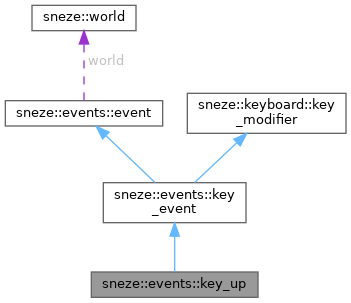 sneze::world
world
sneze::events::event
sneze::keyboard::key
_modifier
sneze::events::key
_event
sneze::events::key_up